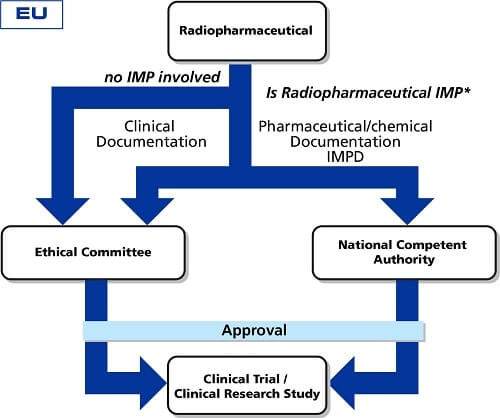 EU
Radiopharmaceutical
no IMP involved
Is Radiopharmaceutical IMP*
Clinical
Documentation
Pharmaceutical/chemical
Documentation
IMPD
Ethical Committee
National Competent
Authority
Approval
Clinical Trial /
Clinical Research Study